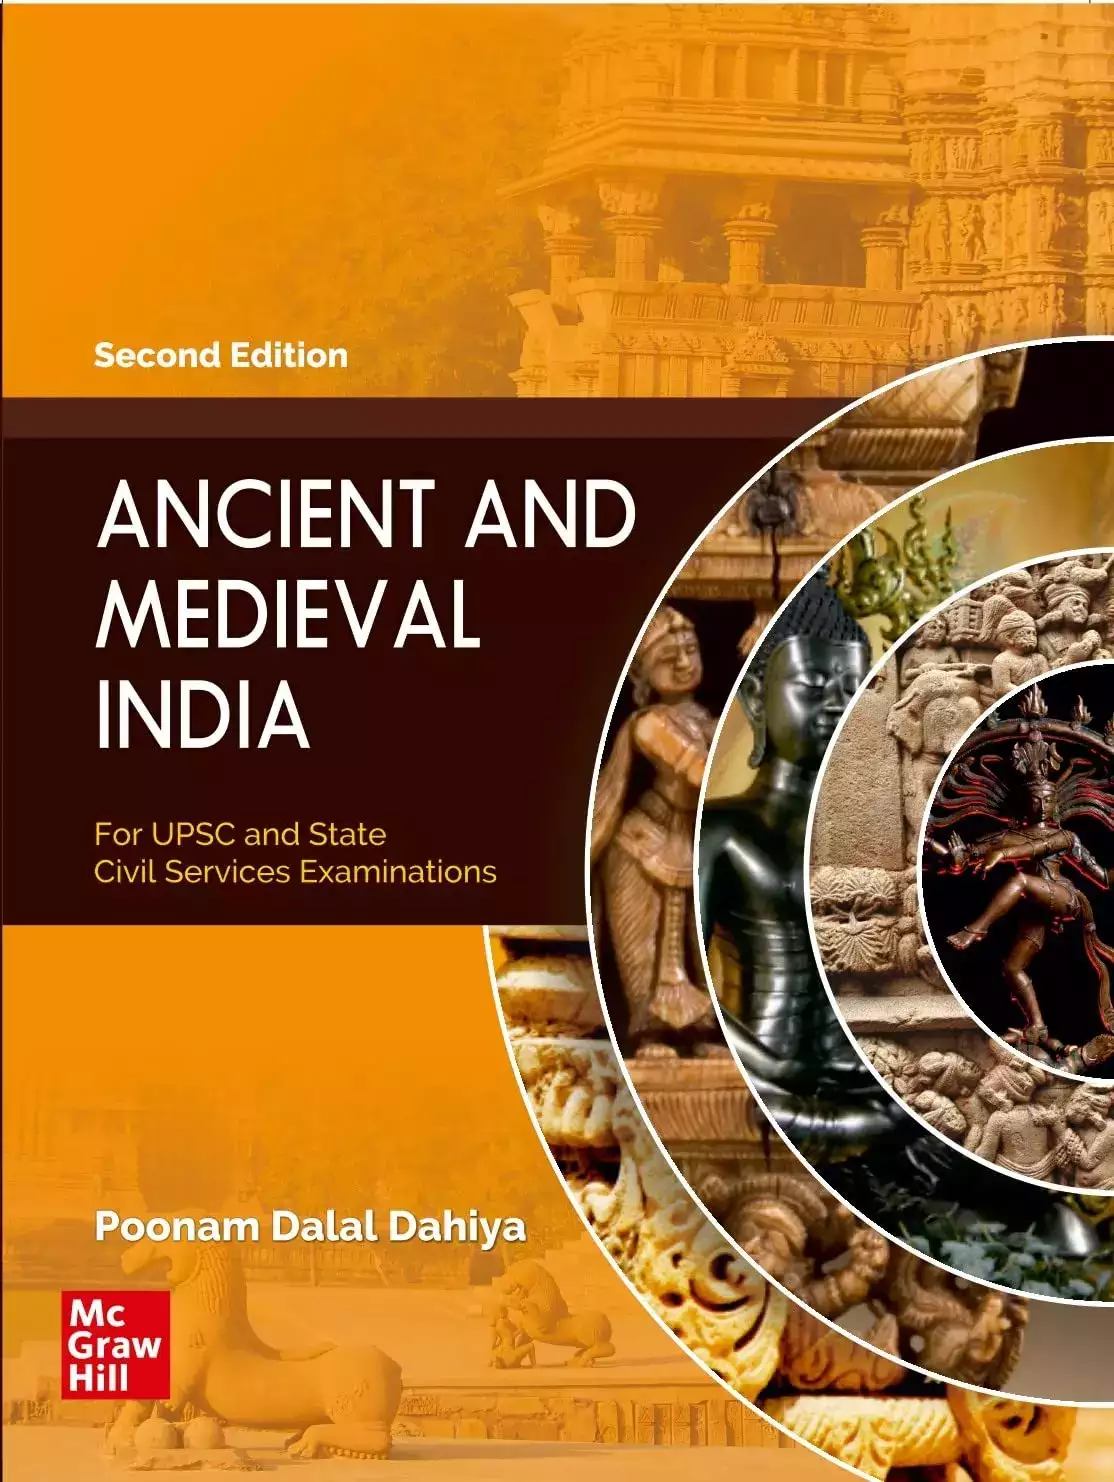 Second Edition
ANCIENT AND
MEDIEVAL
INDIA
For UPSC and State
Civil Services Examinations
Poonam Dalal Dahiya
Mc
Graw
Hill